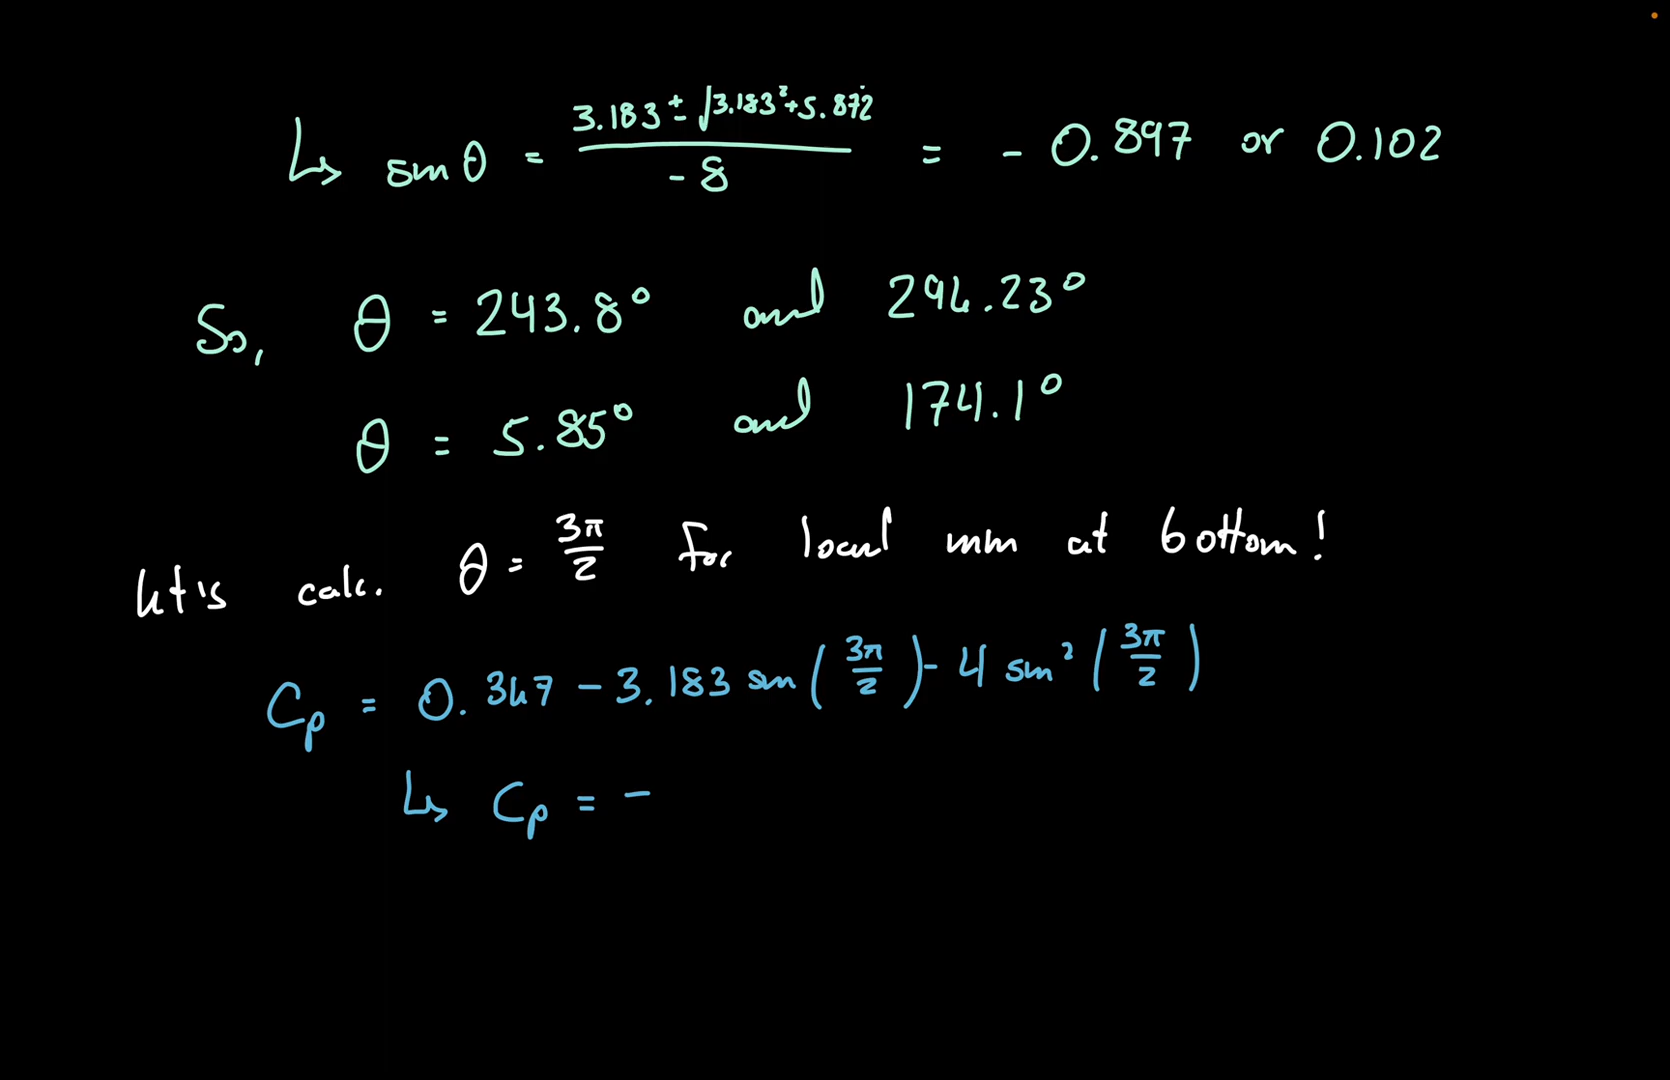 ↳ sin θ = (3.183 ± √(3.183² + 5.872)) / -8 = - 0.897 or 0.102
So, θ = 243.8° and 296.23°
θ = 5.85° and 174.1°
let's calc. θ = 3π/2 for local min at bottom!
Cp = 0.367 - 3.183 sin(3π/2) - 4 sin²(3π/2)
↳ Cp = -